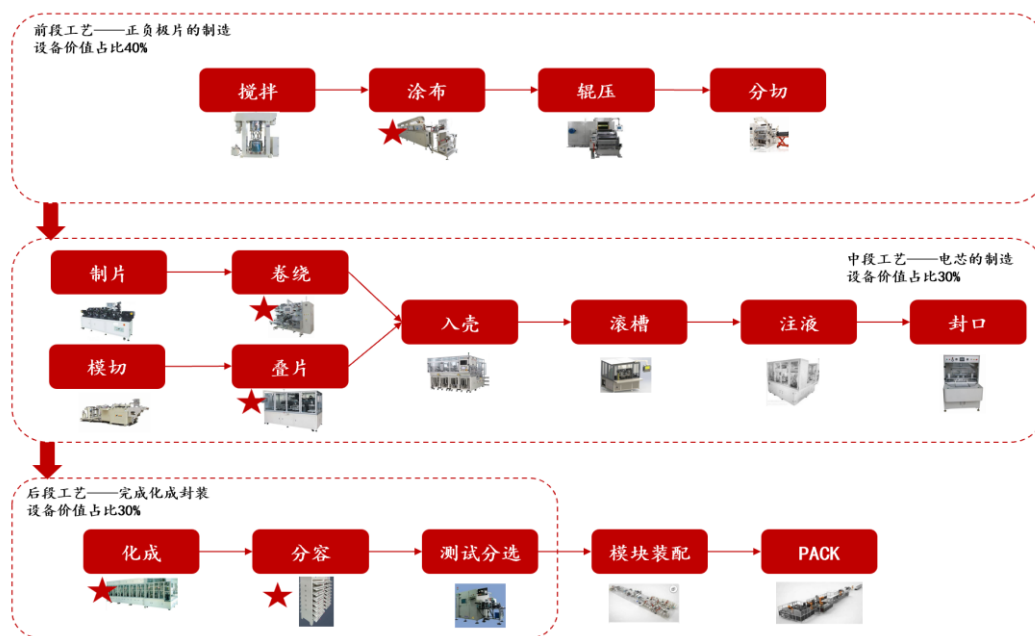 前段工艺——正负极片的制造
设备价值占比40%
搅拌
涂布
辊压
分切
中段工艺——电芯的制造
设备价值占比30%
制片
卷绕
模切
叠片
入壳
滚槽
注液
封口
后段工艺——完成化成封装
设备价值占比30%
化成
分容
测试分选
模块装配
PACK